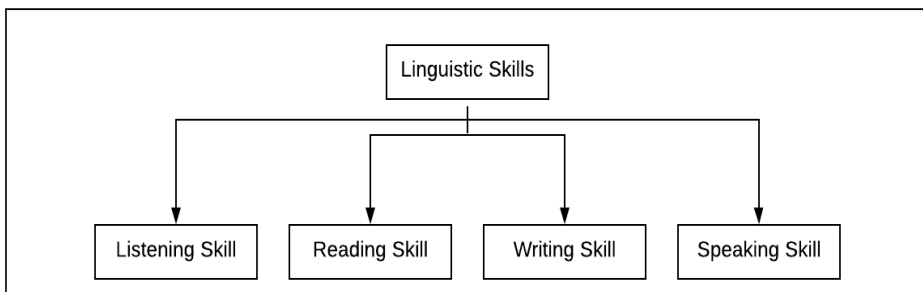 Linguistic Skills
Listening Skill
Reading Skill
Writing Skill
Speaking Skill